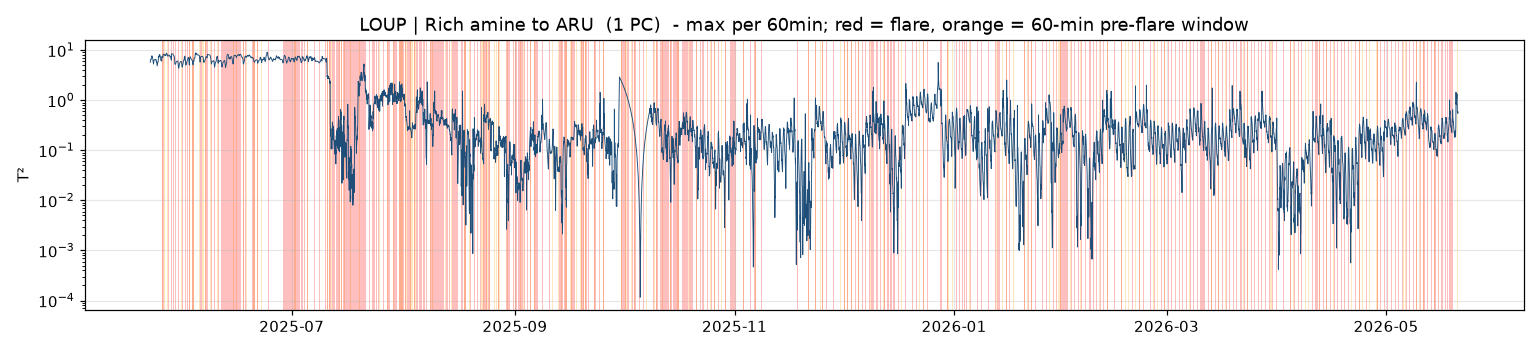 LOUP | Rich amine to ARU  (1 PC)  - max per 60min; red = flare, orange = 60-min pre-flare window
T²
10¹
10⁰
10⁻¹
10⁻²
10⁻³
10⁻⁴
2025-07 2025-09 2025-11 2026-01 2026-03 2026-05